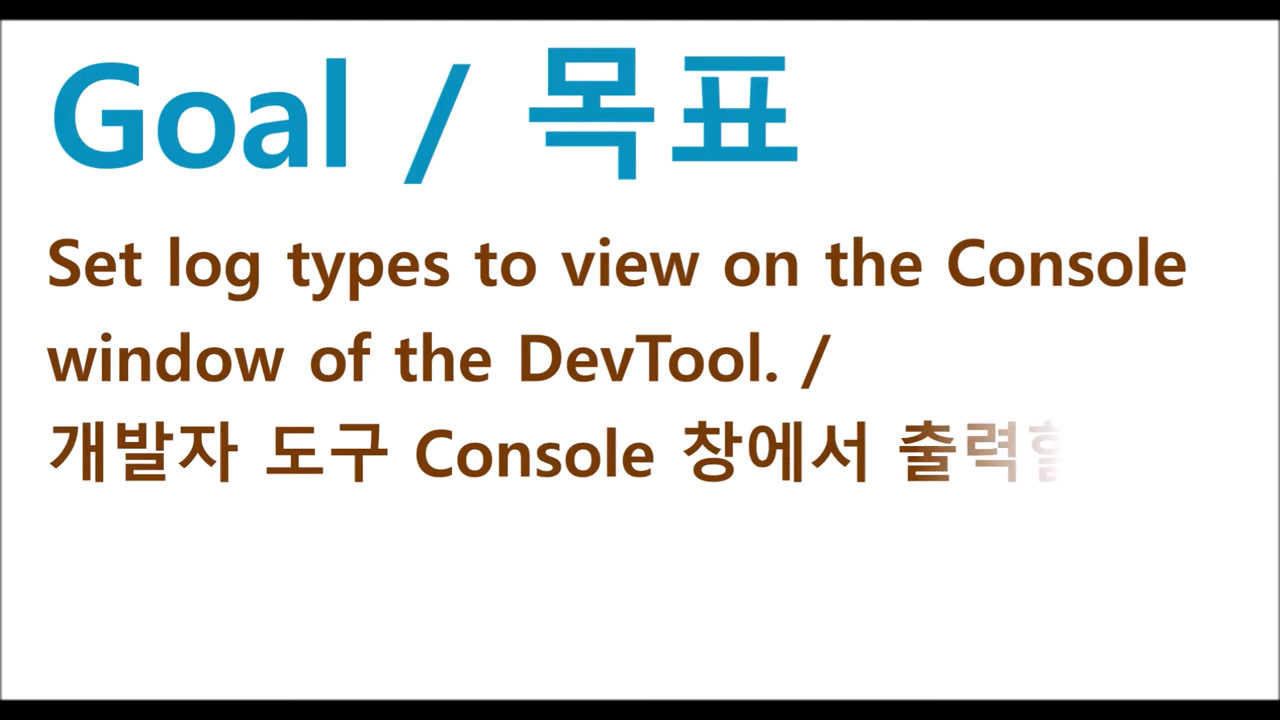 Goal / 목표
Set log types to view on the Console
window of the DevTool. /
개발자 도구 Console 창에서 출력할